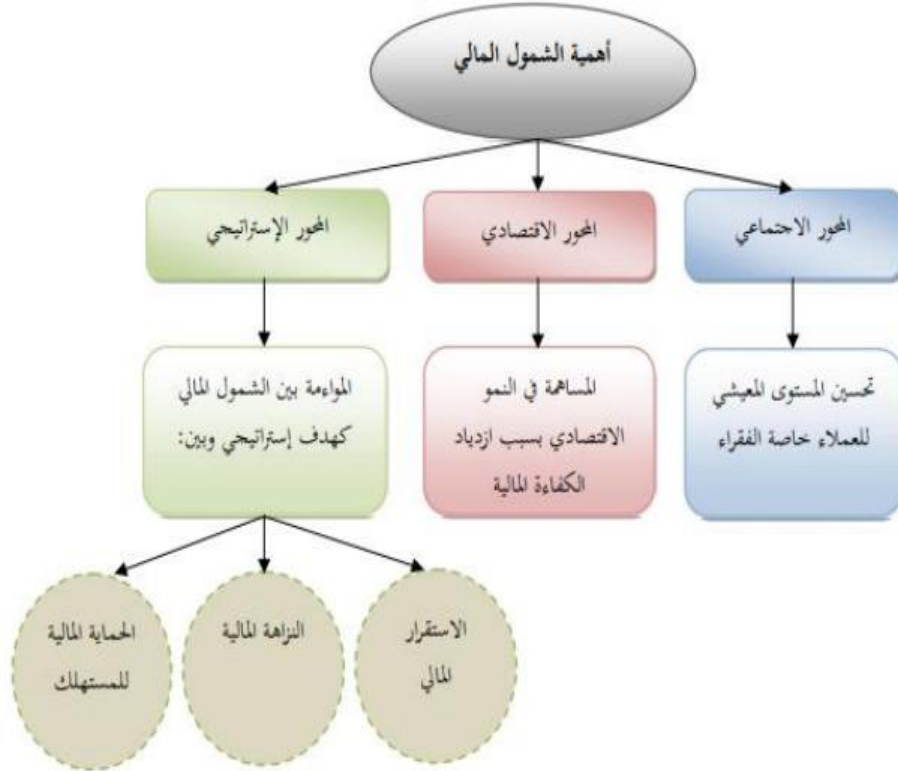 أهمية الشمول المالي
المحور الاجتماعي
المحور الاقتصادي
المحور الإستراتيجي
تحسين المستوى المعيشي
للعملاء خاصة الفقراء
المساهمة في النمو
الاقتصادي بسبب ازدياد
الكفاءة المالية
المواءمة بين الشمول المالي
كهدف إستراتيجي وبين:
الاستقرار
المالي
النزاهة المالية
الحماية المالية
للمستهلك